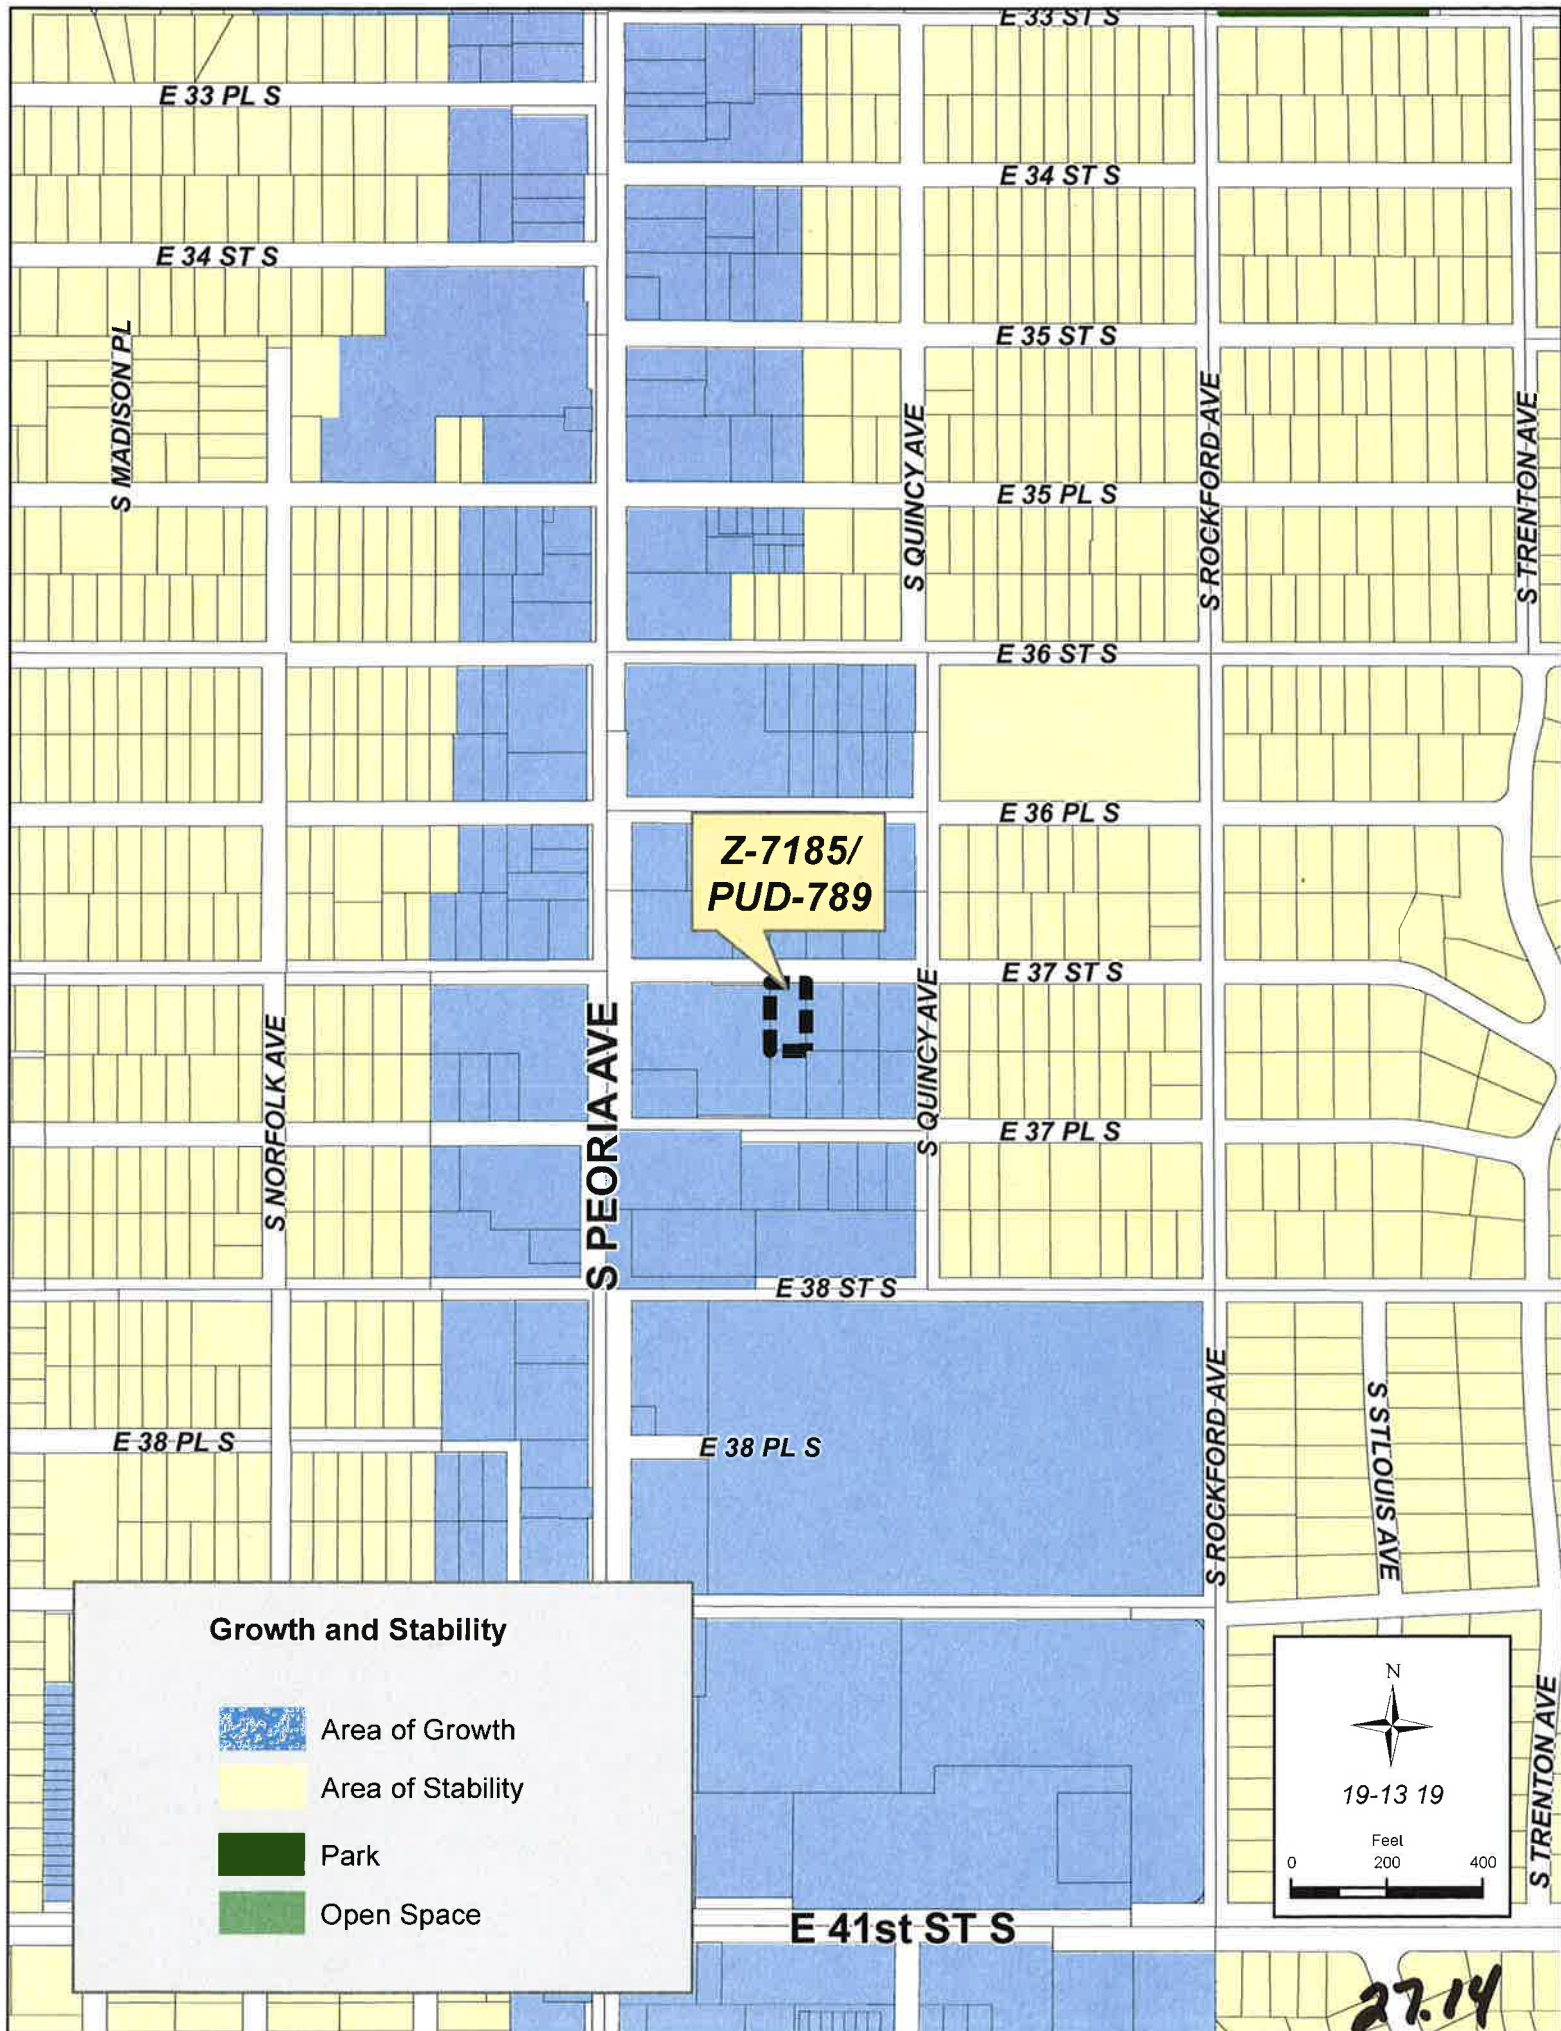 E 33 ST S
E 33 PL S
E 34 ST S
E 34 ST S
E 35 ST S
S MADISON PL
S QUINCY AVE
S ROCKFORD AVE
S TRENTON AVE
E 35 PL S
E 36 ST S
E 36 PL S
Z-7185/
PUD-789
E 37 ST S
S NORFOLK AVE
S PEORIA AVE
S QUINCY AVE
E 37 PL S
E 38 ST S
S ROCKFORD AVE
S STLOUIS AVE
E 38 PL S
E 38 PL S
Growth and Stability
Area of Growth
Area of Stability
Park
Open Space
N
19-13 19
Feet
0 200 400
S TRENTON AVE
E 41st ST S
27.14